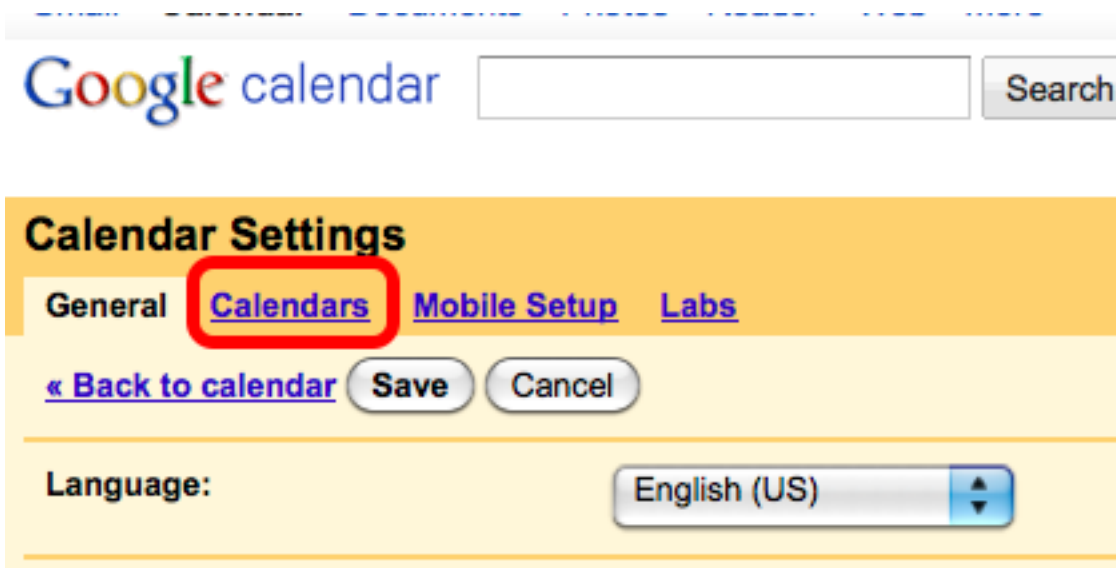 Google calendar Search
Calendar Settings
General Calendars Mobile Setup Labs
« Back to calendar Save Cancel
Language: English (US)